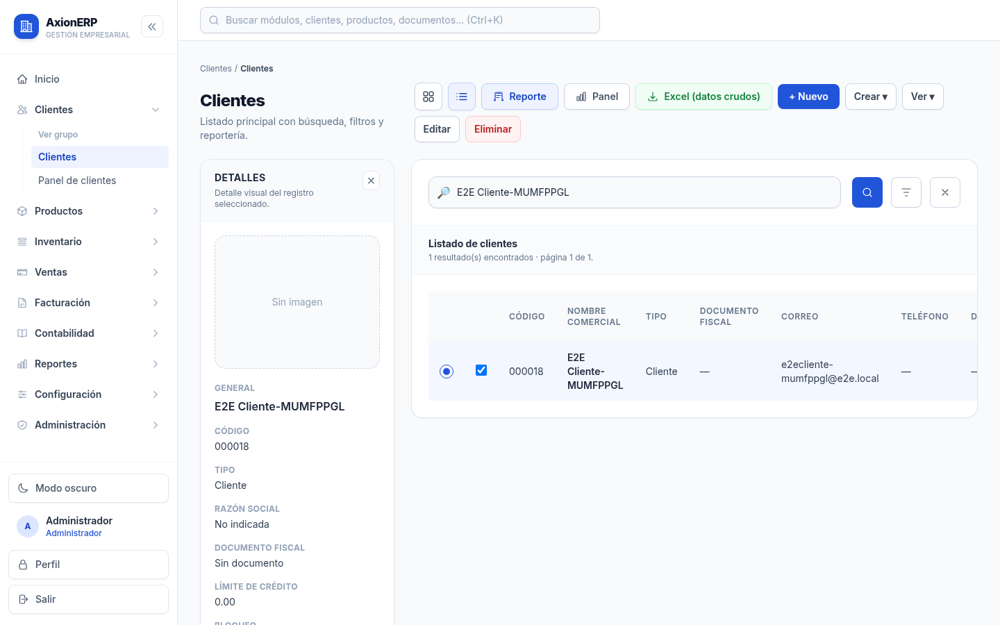 AxionERP
GESTIÓN EMPRESARIAL
Inicio
Clientes
Ver grupo
Clientes
Panel de clientes
Productos
Inventario
Ventas
Facturación
Contabilidad
Reportes
Configuración
Administración
Modo oscuro
A
Administrador
Administrador
Perfil
Salir
Buscar módulos, clientes, productos, documentos... (Ctrl+K)
Clientes / Clientes
Clientes
Listado principal con búsqueda, filtros y
reportería.
Reporte
Panel
Excel (datos crudos)
+ Nuevo
Crear ▾
Ver ▾
Editar
Eliminar
DETALLES
Detalle visual del registro
seleccionado.
Sin imagen
GENERAL
E2E Cliente-MUMFPPGL
CÓDIGO
000018
TIPO
Cliente
RAZÓN SOCIAL
No indicada
DOCUMENTO FISCAL
Sin documento
LÍMITE DE CRÉDITO
0.00
BLOQUEO
🔎 E2E Cliente-MUMFPPGL
Listado de clientes
1 resultado(s) encontrados · página 1 de 1.
CÓDIGO
NOMBRE
COMERCIAL
TIPO
DOCUMENTO
FISCAL
CORREO
TELÉFONO
D
000018
E2E
Cliente-
MUMFPPGL
Cliente
—
e2ecliente-
mumfppgl@e2e.local
—
—